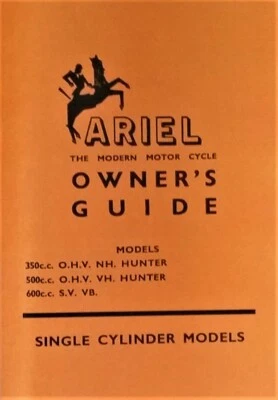 ARIEL
THE MODERN MOTOR CYCLE
OWNER'S
GUIDE
MODELS
350c.c. O.H.V. NH. HUNTER
500c.c. O.H.V. VH. HUNTER
600c.c. S.V. VB.
SINGLE CYLINDER MODELS